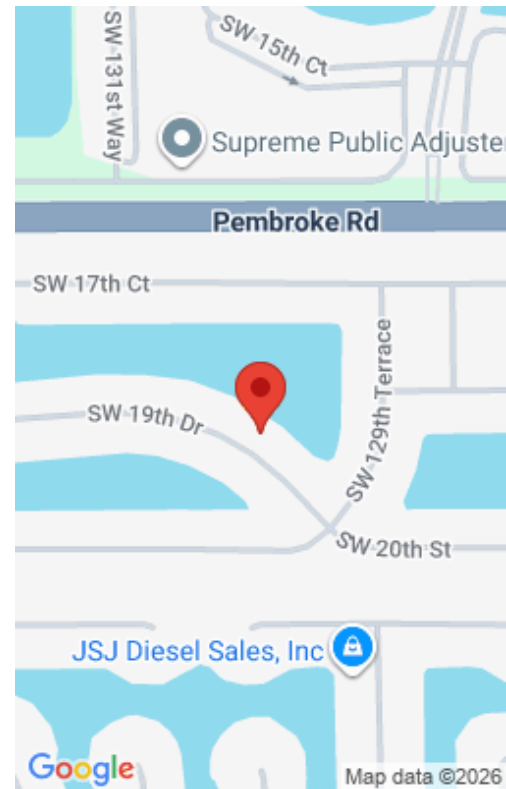 SW 131st Way
SW 15th Ct
Supreme Public Adjuster
Pembroke Rd
SW 17th Ct
SW 129th Terrace
SW 19th Dr
SW 20th St
JSJ Diesel Sales, Inc
Google
Map data ©2026